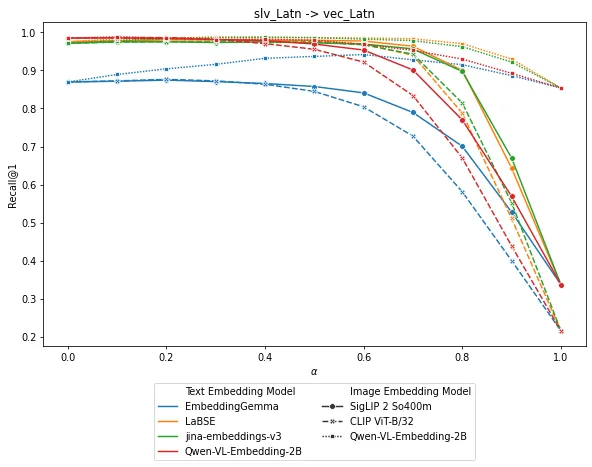 slv_Latn -> vec_Latn
Recall@1
1.0
0.9
0.8
0.7
0.6
0.5
0.4
0.3
0.2
0.0 0.2 0.4 0.6 0.8 1.0
α
Text Embedding Model Image Embedding Model
EmbeddingGemma SigLIP 2 So400m
LaBSE CLIP ViT-B/32
jina-embeddings-v3 Qwen-VL-Embedding-2B
Qwen-VL-Embedding-2B